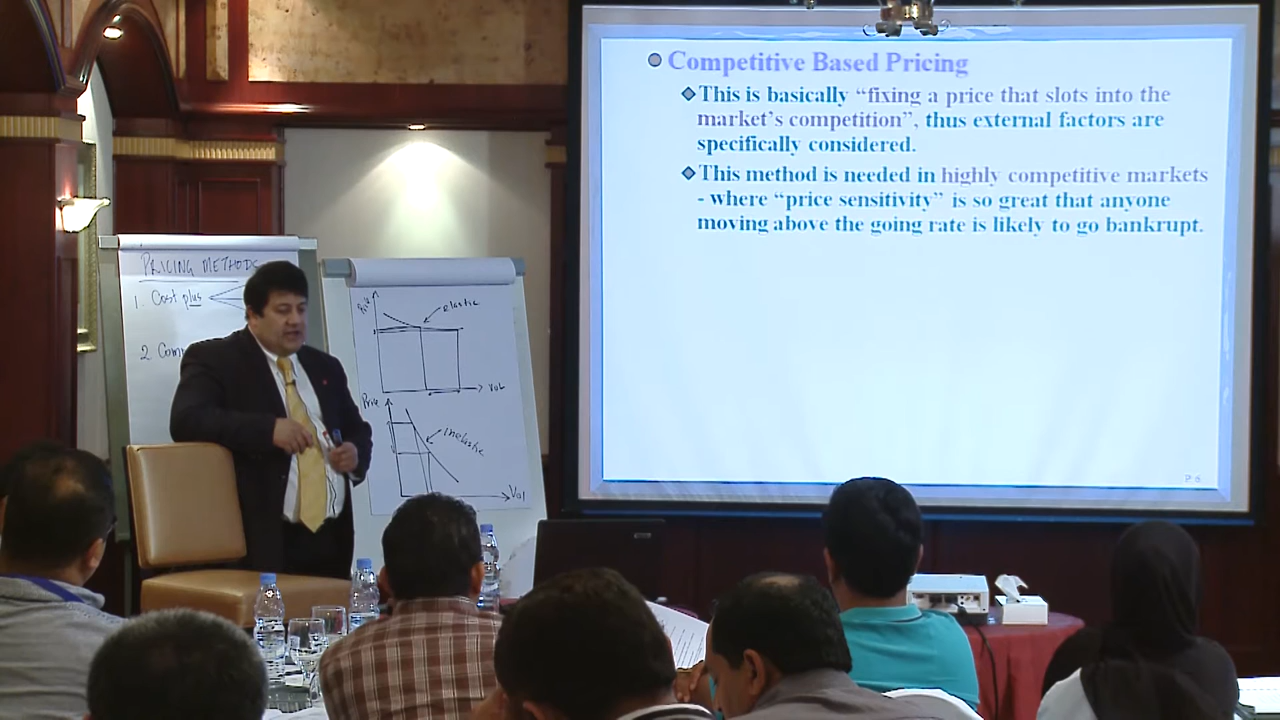 Competitive Based Pricing
This is basically “fixing a price that slots into the
market’s competition”, thus external factors are
specifically considered.
This method is needed in highly competitive markets
- where “price sensitivity” is so great that anyone
moving above the going rate is likely to go bankrupt.
P 6
PRICING METHODS
1. Cost plus
2
Price
elastic
Vol
Price
inelastic
Vol